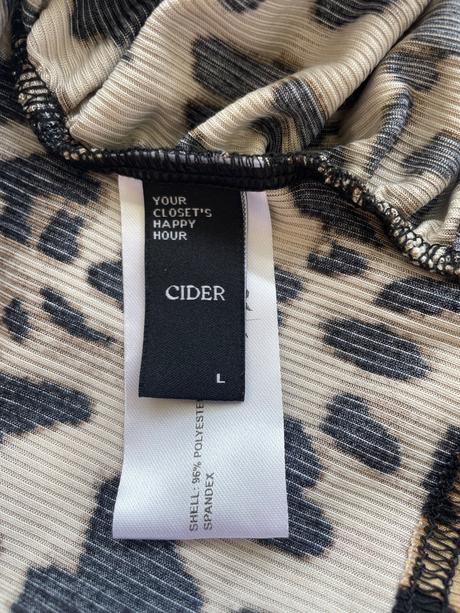 YOUR
CLOSET'S
HAPPY
HOUR
CIDER
L
SHELL: 96% POLYESTE
SPANDEX